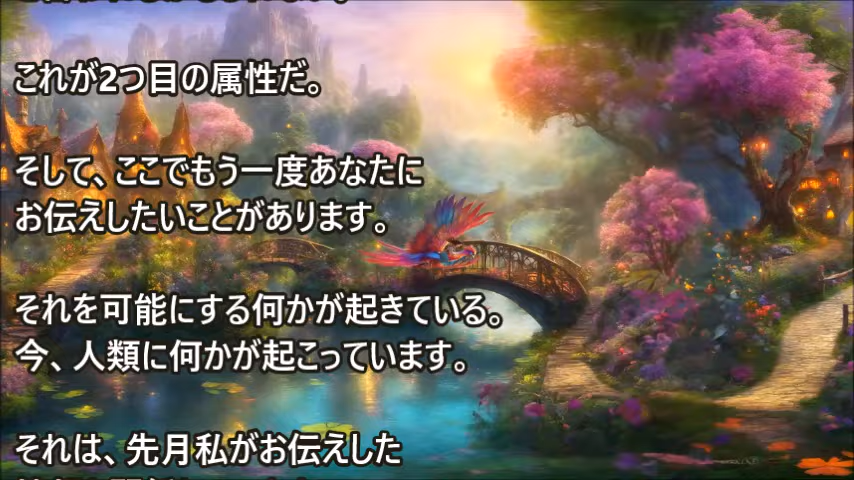 これが2つ目の属性だ。
そして、ここでもう一度あなたに
お伝えしたいことがあります。
それを可能にする何かが起きている。
今、人類に何かが起こっています。
それは、先月私がお伝えした